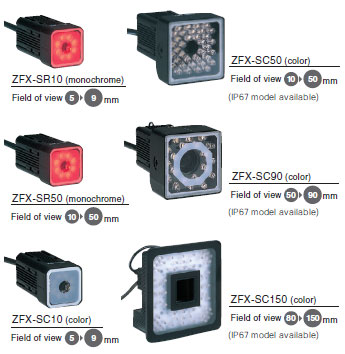 ZFX-SR10 (monochrome)
Field of view 5 9 mm
ZFX-SC50 (color)
Field of view 10 50 mm
(IP67 model available)
ZFX-SR50 (monochrome)
Field of view 10 50 mm
ZFX-SC90 (color)
Field of view 50 90 mm
(IP67 model available)
ZFX-SC10 (color)
Field of view 5 9 mm
ZFX-SC150 (color)
Field of view 80 150 mm
(IP67 model available)